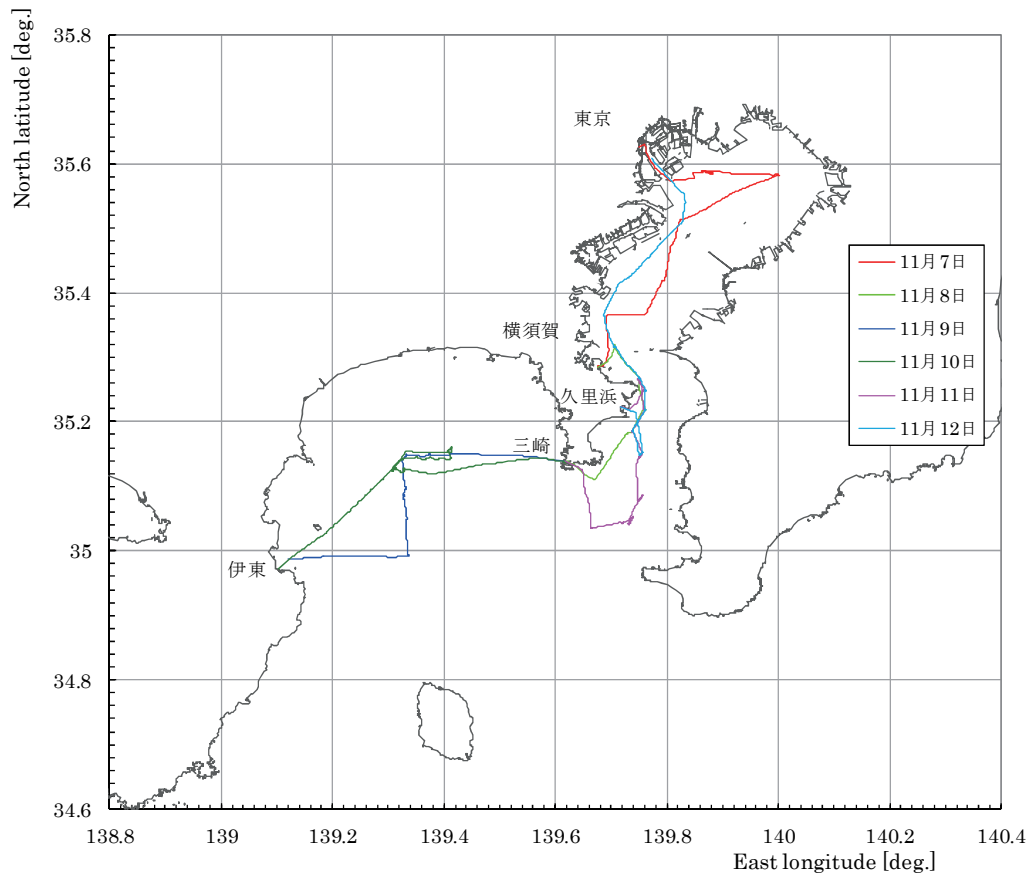 North latitude [deg.]
35.8
35.6
35.4
35.2
35
34.8
34.6
138.8
139
139.2
139.4
139.6
139.8
140
140.2
140.4
East longitude [deg.]
東京
横須賀
久里浜
三崎
伊東
11月7日
11月8日
11月9日
11月10日
11月11日
11月12日